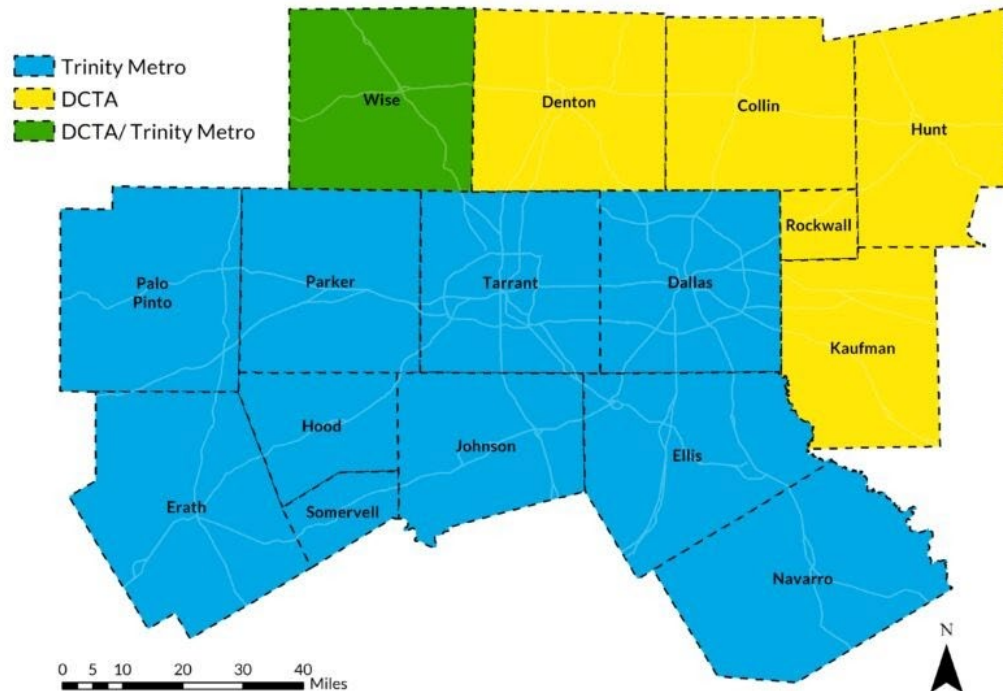 Trinity Metro
DCTA
DCTA/ Trinity Metro
Wise
Denton
Collin
Hunt
Rockwall
Palo
Pinto
Parker
Tarrant
Dallas
Kaufman
Hood
Johnson
Ellis
Erath
Somervell
Navarro
N
0 5 10 20 30 40
Miles